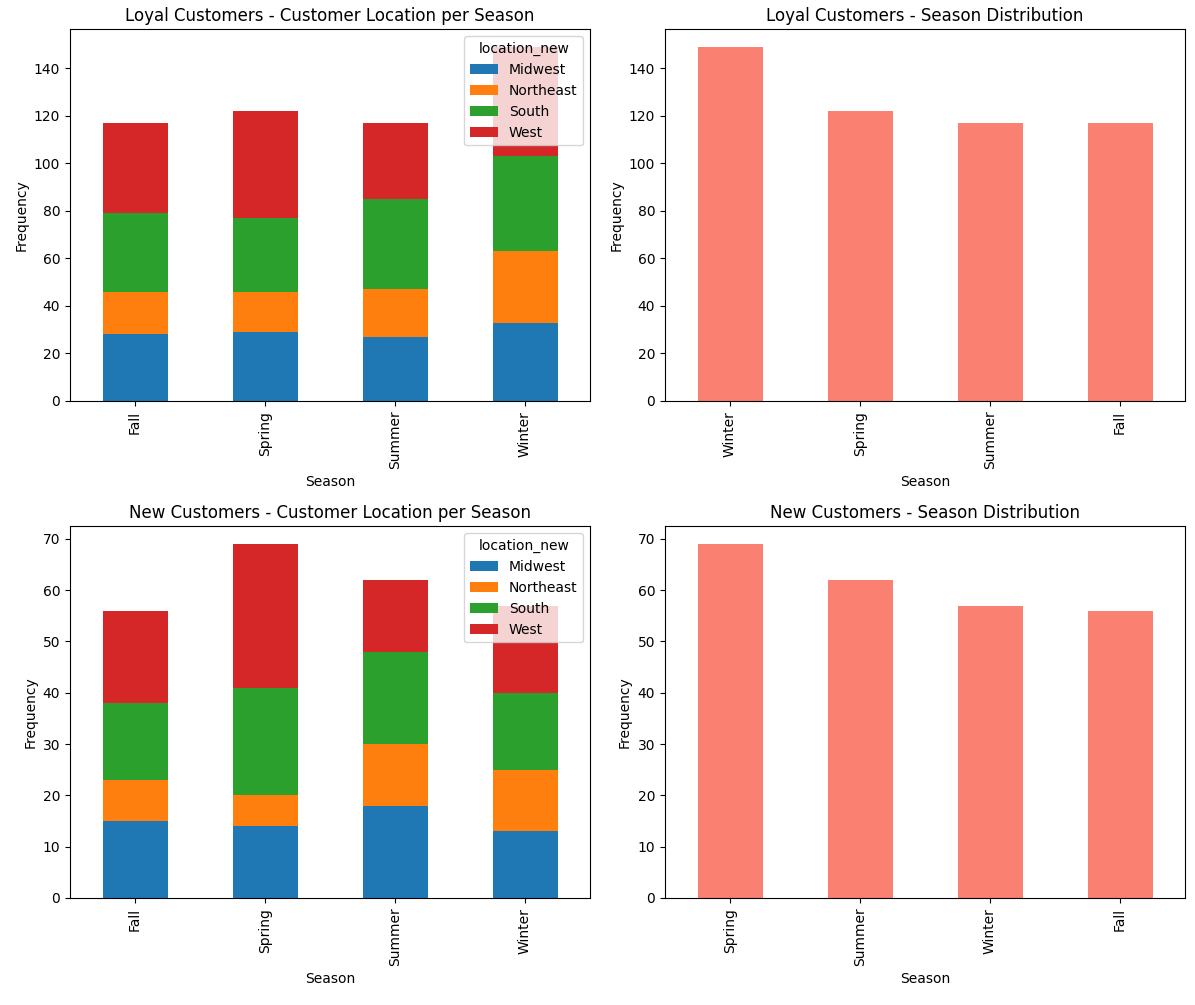 Loyal Customers - Customer Location per Season
Frequency
140
120
100
80
60
40
20
0
location_new
Midwest
Northeast
South
West
Fall
Spring
Summer
Winter
Season
Loyal Customers - Season Distribution
Frequency
140
120
100
80
60
40
20
0
Winter
Spring
Summer
Fall
Season
New Customers - Customer Location per Season
Frequency
70
60
50
40
30
20
10
0
location_new
Midwest
Northeast
South
West
Fall
Spring
Summer
Winter
Season
New Customers - Season Distribution
Frequency
70
60
50
40
30
20
10
0
Spring
Summer
Winter
Fall
Season